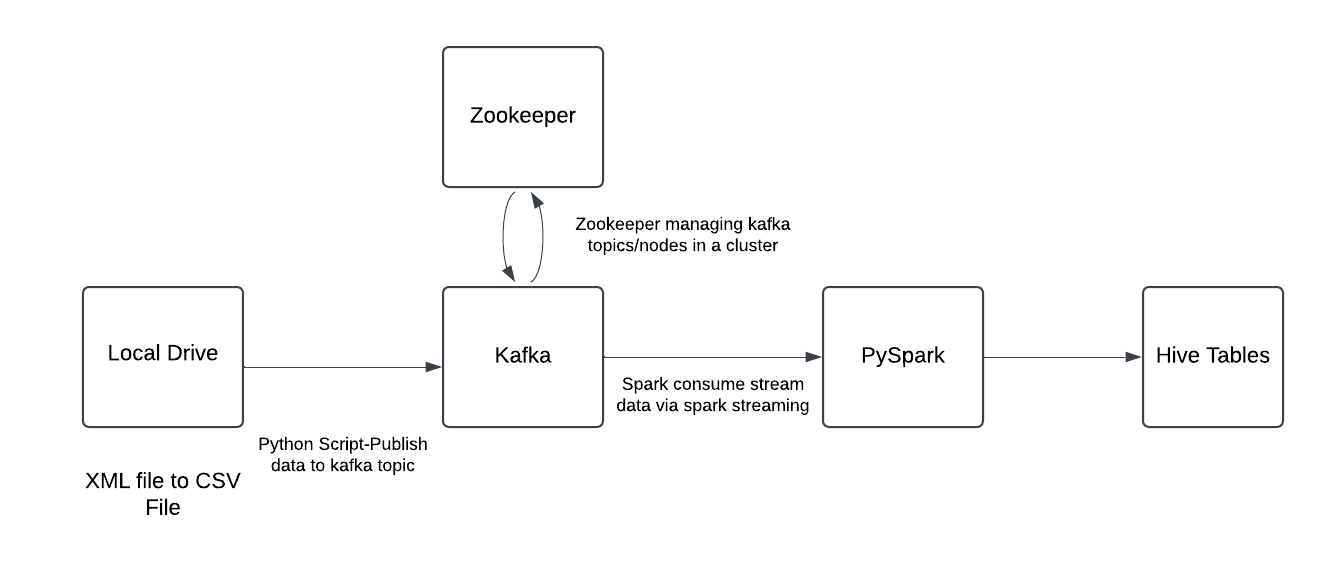 Zookeeper
Zookeeper managing kafka
topics/nodes in a cluster
Local Drive
Kafka
PySpark
Hive Tables
Spark consume stream
data via spark streaming
Python Script-Publish
data to kafka topic
XML file to CSV
File